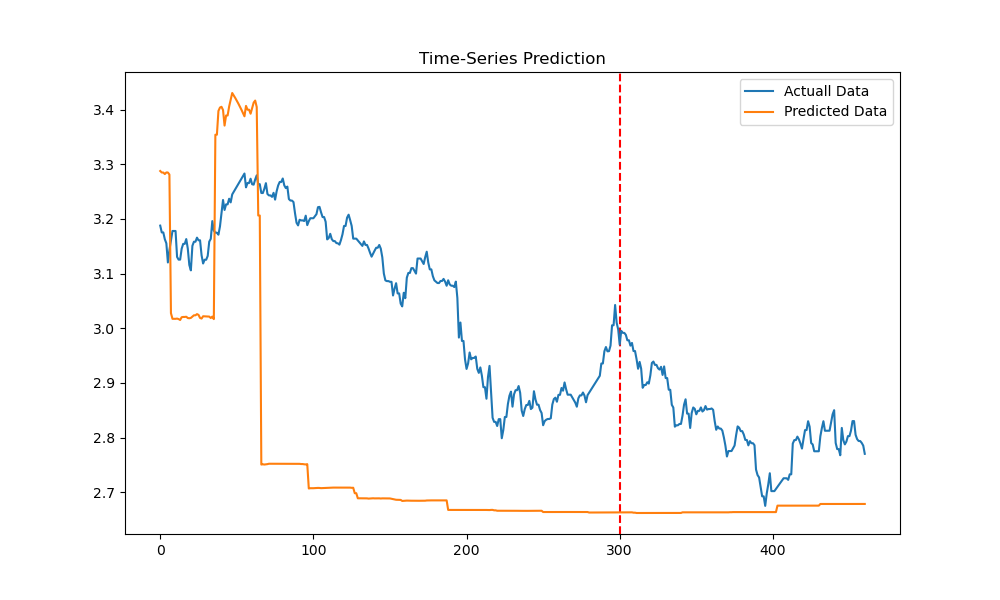 Time-Series Prediction
Actuall Data
Predicted Data
3.4
3.3
3.2
3.1
3.0
2.9
2.8
2.7
0 100 200 300 400